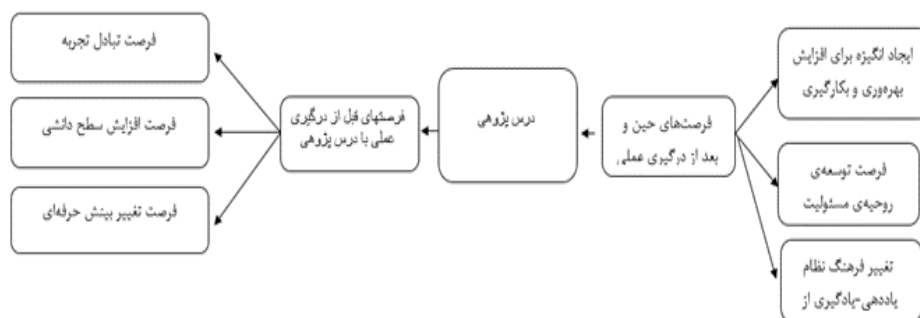 ایجاد انگیزه برای افزایش
بهره‌وری و بکارگیری
فرصت توسعه‌ی
روحیه‌ی مسئولیت
تغییر فرهنگ نظام
یاددهی-یادگیری از
فرصت‌های حین و
بعد از درگیری عملی
درس پژوهی
فرصتهای قبل از درگیری
عملی با درس پژوهی
فرصت تبادل تجربه
فرصت افزایش سطح دانشی
فرصت تغییر بینش حرفه‌ای